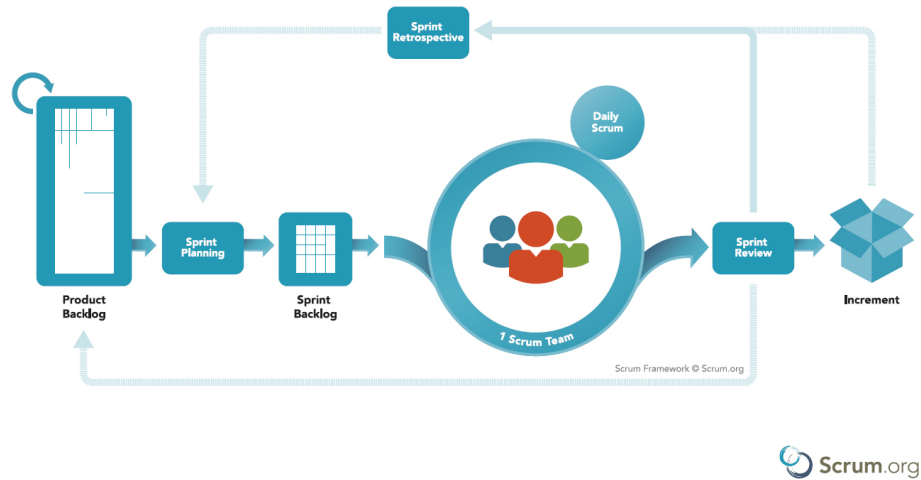 Sprint
Retrospective
Daily
Scrum
Sprint
Planning
Sprint
Review
Product
Backlog
Sprint
Backlog
1 Scrum Team
Increment
Scrum Framework © Scrum.org
Scrum.org